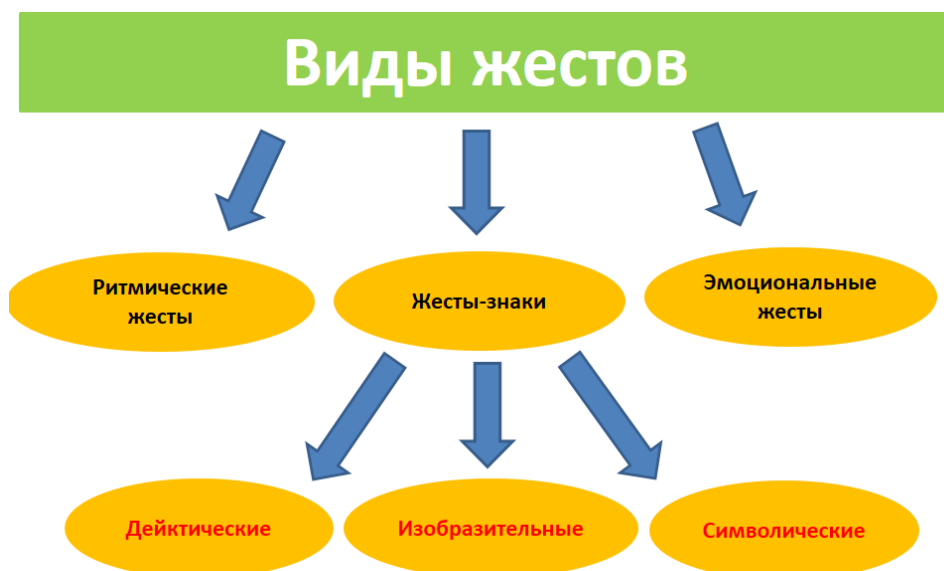 Виды жестов
Ритмические
жесты
Жесты-знаки
Эмоциональные
жесты
Дейктические
Изобразительные
Символические